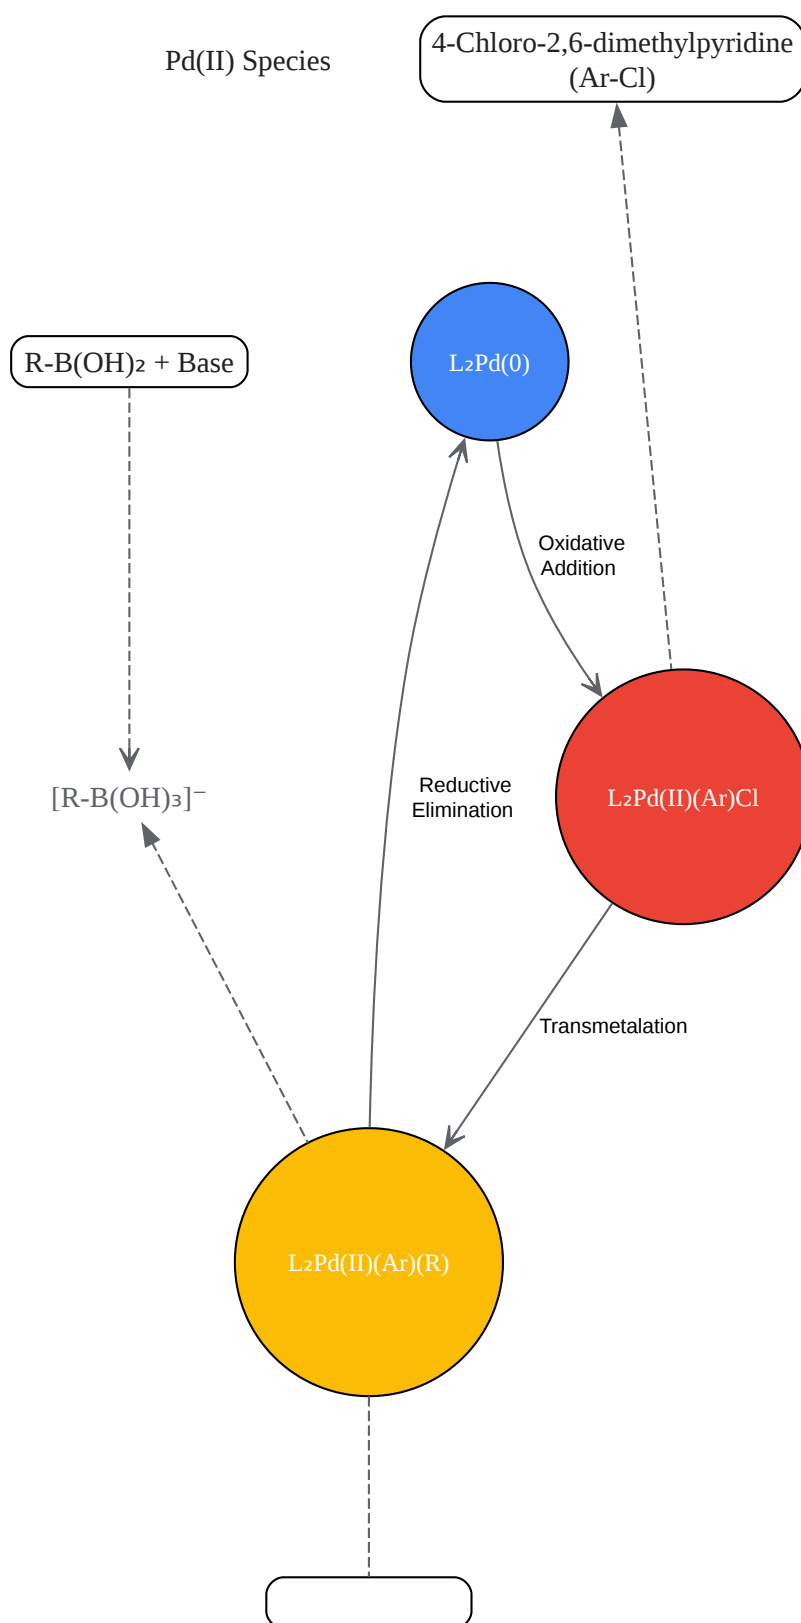 Pd(II) Species
4-Chloro-2,6-dimethylpyridine
(Ar-Cl)
R-B(OH)₂ + Base
L₂Pd(0)
Oxidative
Addition
[R-B(OH)₃]⁻
Reductive
Elimination
L₂Pd(II)(Ar)Cl
Transmetalation
L₂Pd(II)(Ar)(R)